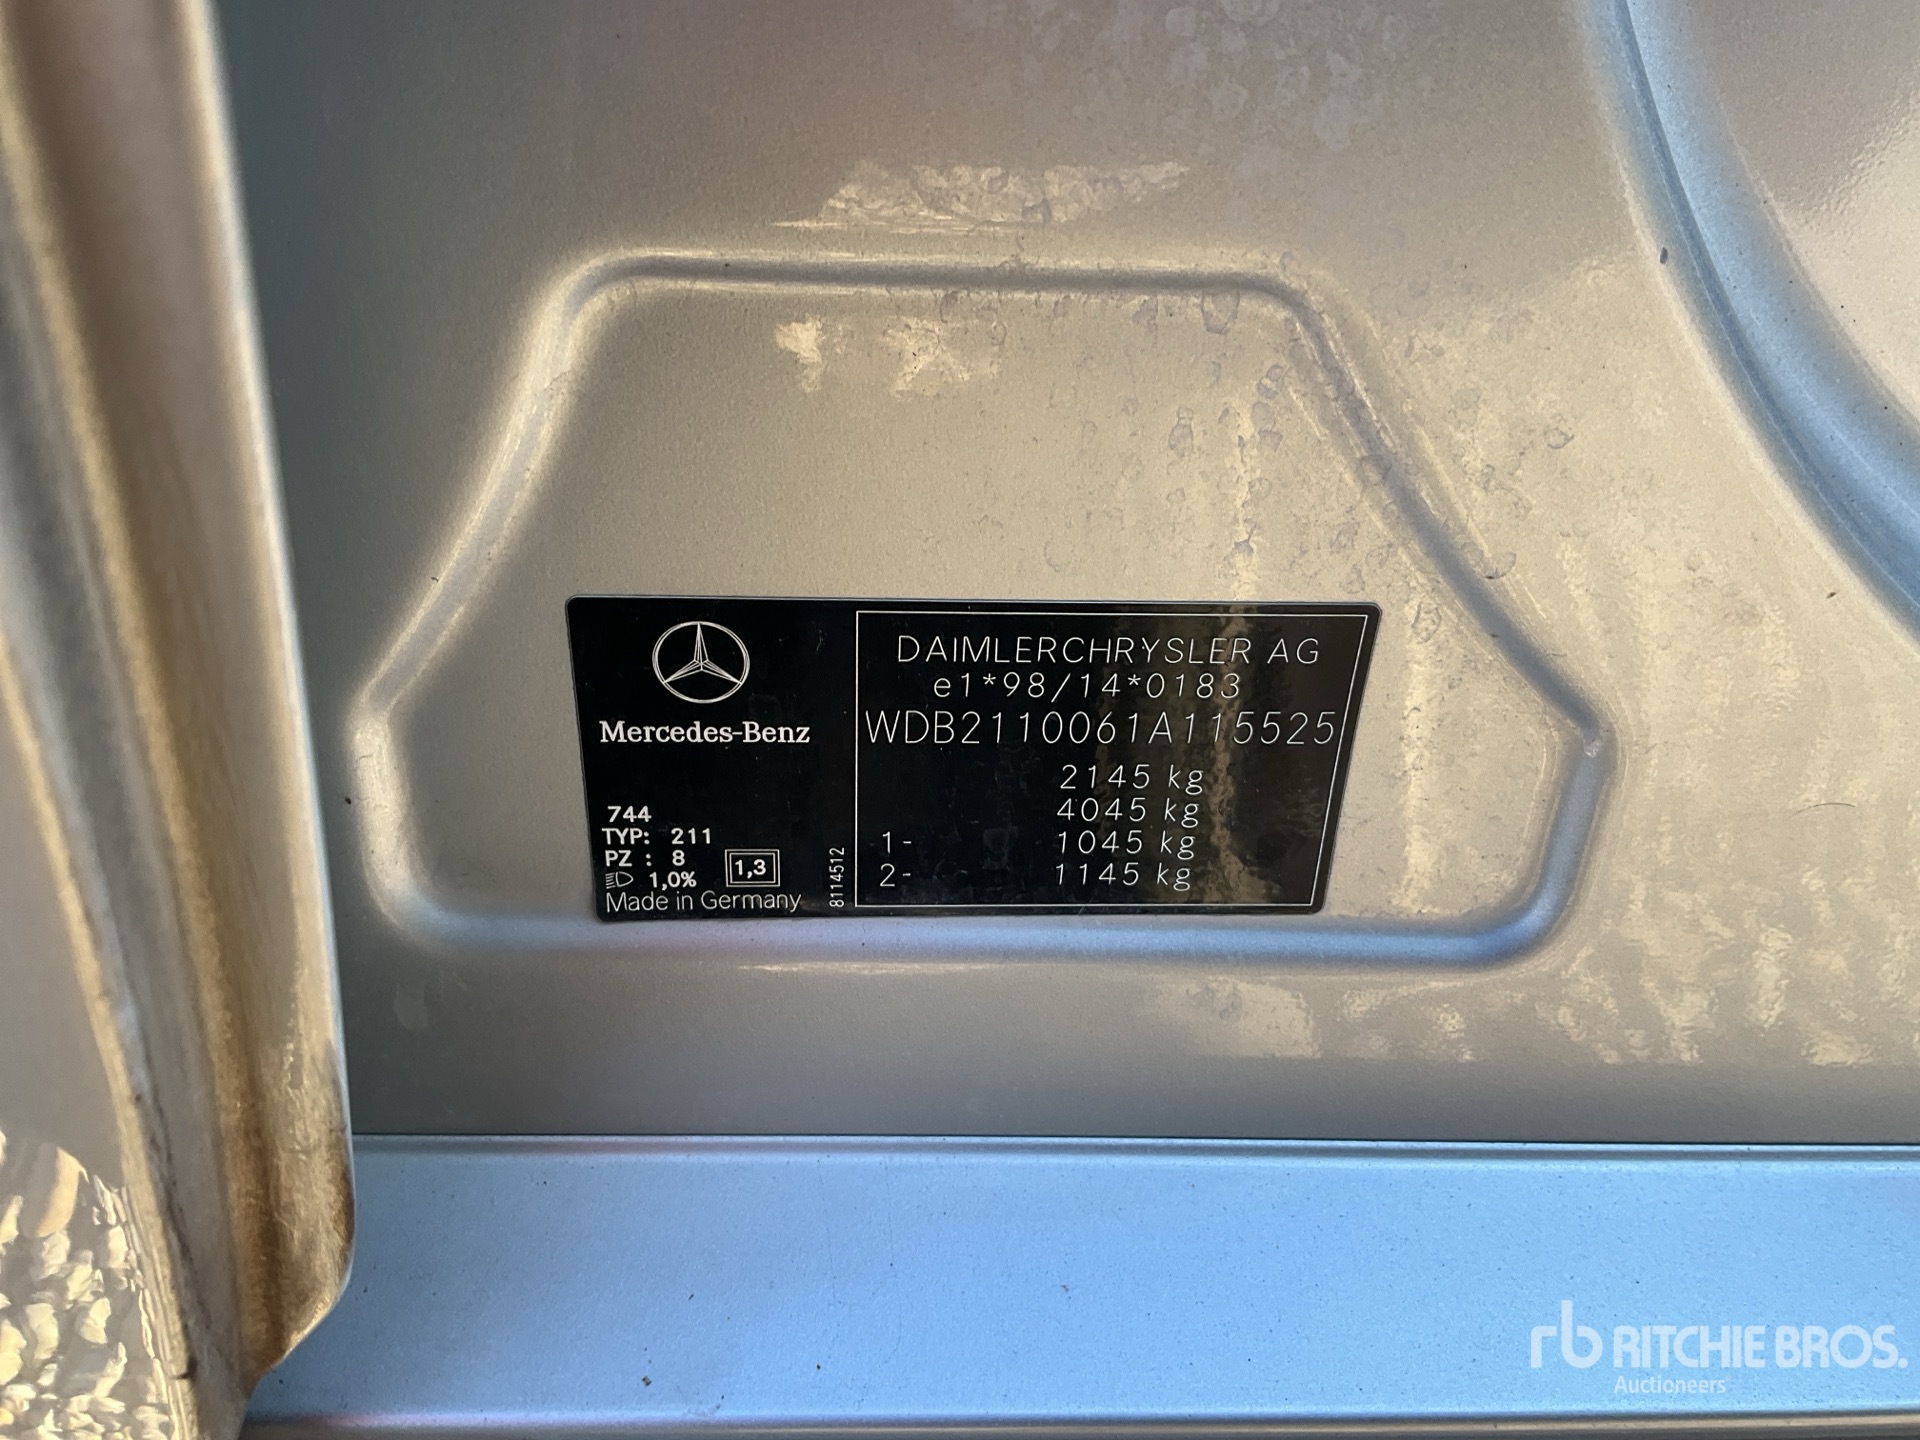 Mercedes-Benz
744
TYP: 211
PZ : 8
1,0%
1,3
Made in Germany
8114512
DAIMLERCHRYSLER AG
e1*98/14*0183
WDB2110061A115525
2145 kg
4045 kg
1- 1045 kg
2- 1145 kg
rb RITCHIE BROS.
Auctioneers